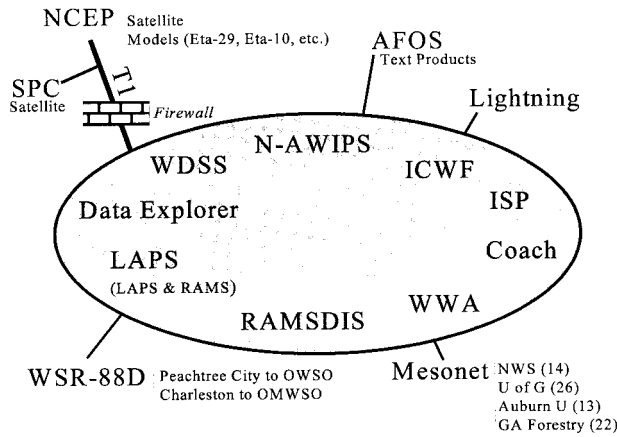 NCEP Satellite
Models (Eta-29, Eta-10, etc.)
AFOS
Text Products
SPC
Satellite
T1
Firewall
Lightning
N-AWIPS
WDSS
ICWF
ISP
Data Explorer
Coach
LAPS
(LAPS & RAMS)
WWA
RAMSDIS
WSR-88D Peachtree City to OWSO
Charleston to OMWSO
Mesonet NWS (14)
U of G (26)
Auburn U (13)
GA Forestry (22)